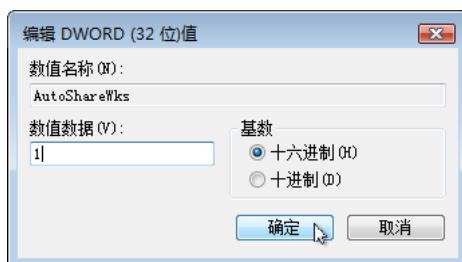 编辑 DWORD (32 位)值
数值名称(N):
AutoShareWks
数值数据(V):
1
基数
十六进制(H)
十进制(D)
确定
取消